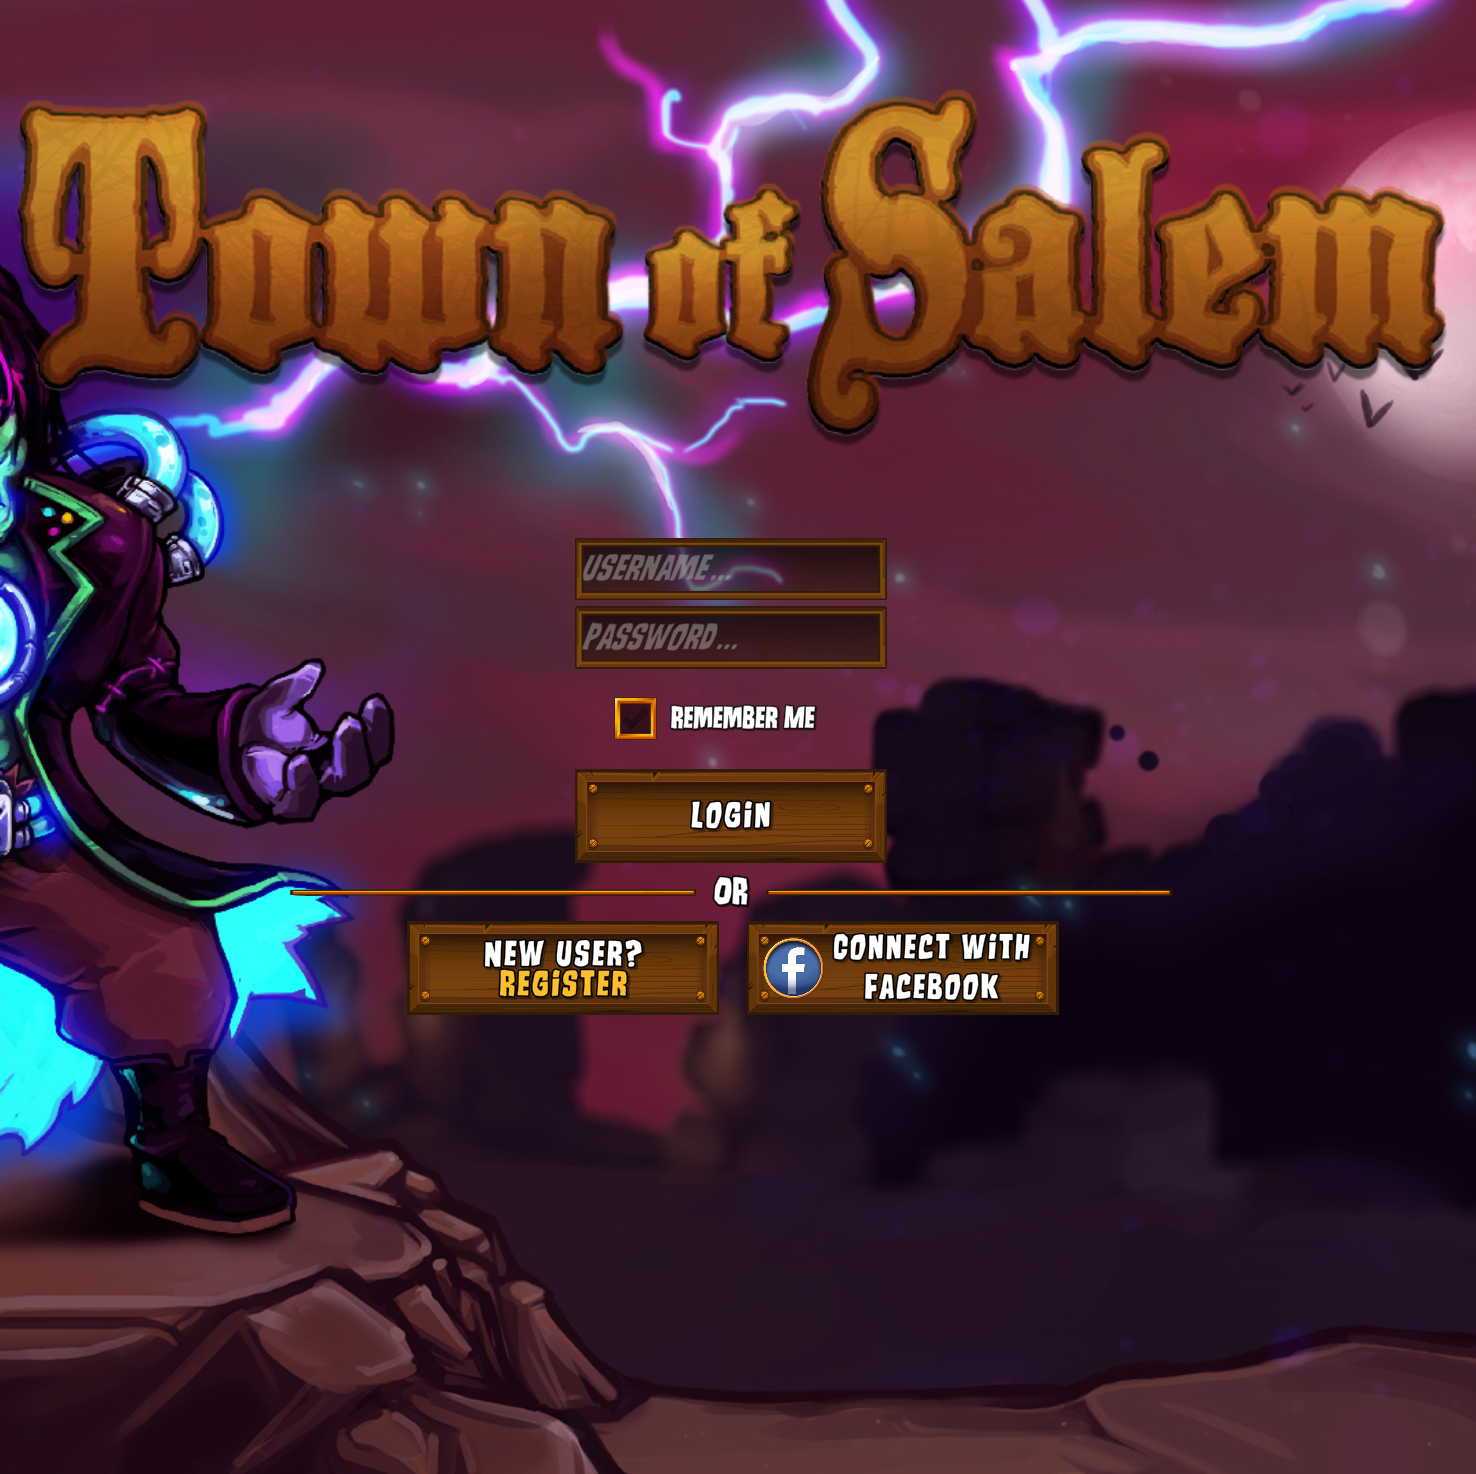 Town of Salem
USERNAME...
PASSWORD...
REMEMBER ME
LOGiN
OR
NEW USER?
REGiSTER
CONNECT WiTH
FACEBOOK